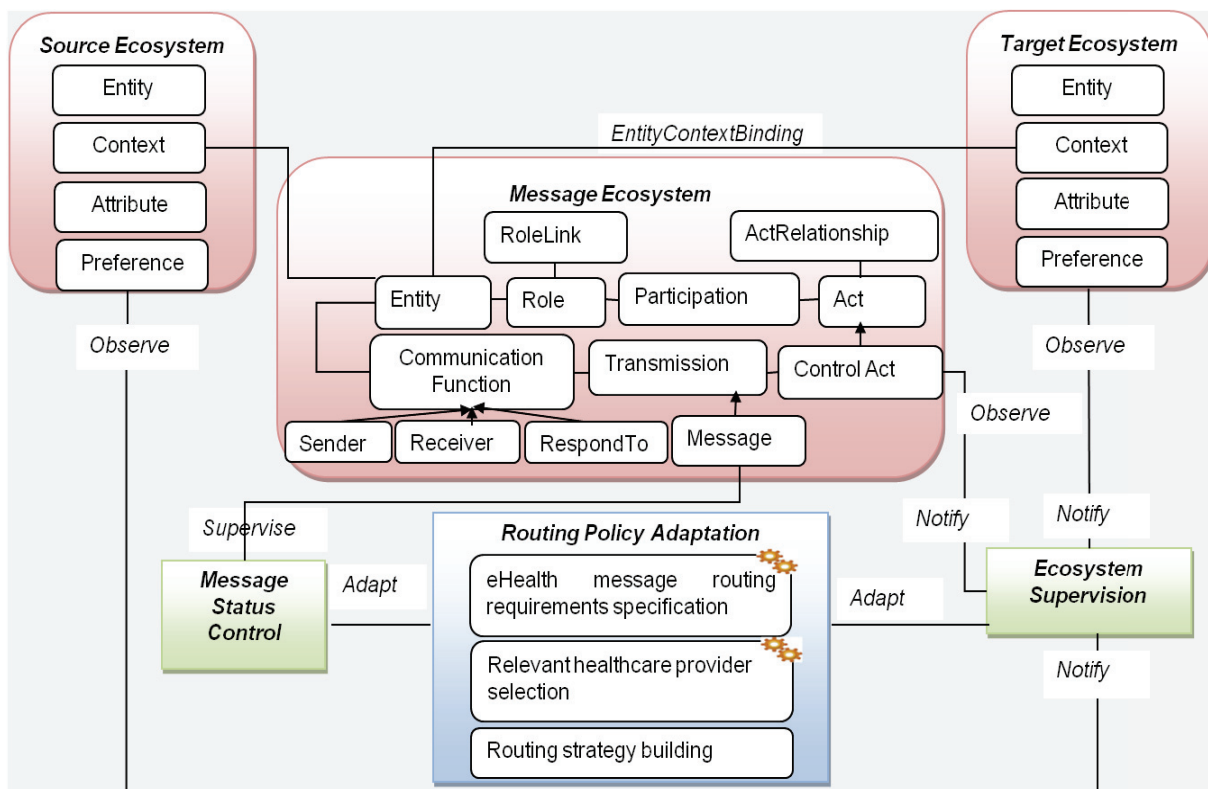 Source Ecosystem
Entity
Context
Attribute
Preference
Observe
Target Ecosystem
Entity
Context
Attribute
Preference
Observe
EntityContextBinding
Message Ecosystem
RoleLink
ActRelationship
Entity
Role
Participation
Act
Communication
Function
Transmission
Control Act
Sender
Receiver
RespondTo
Message
Observe
Notify
Notify
Supervise
Message
Status
Control
Adapt
Routing Policy Adaptation
eHealth message routing
requirements specification
Relevant healthcare provider
selection
Routing strategy building
Adapt
Ecosystem
Supervision
Notify